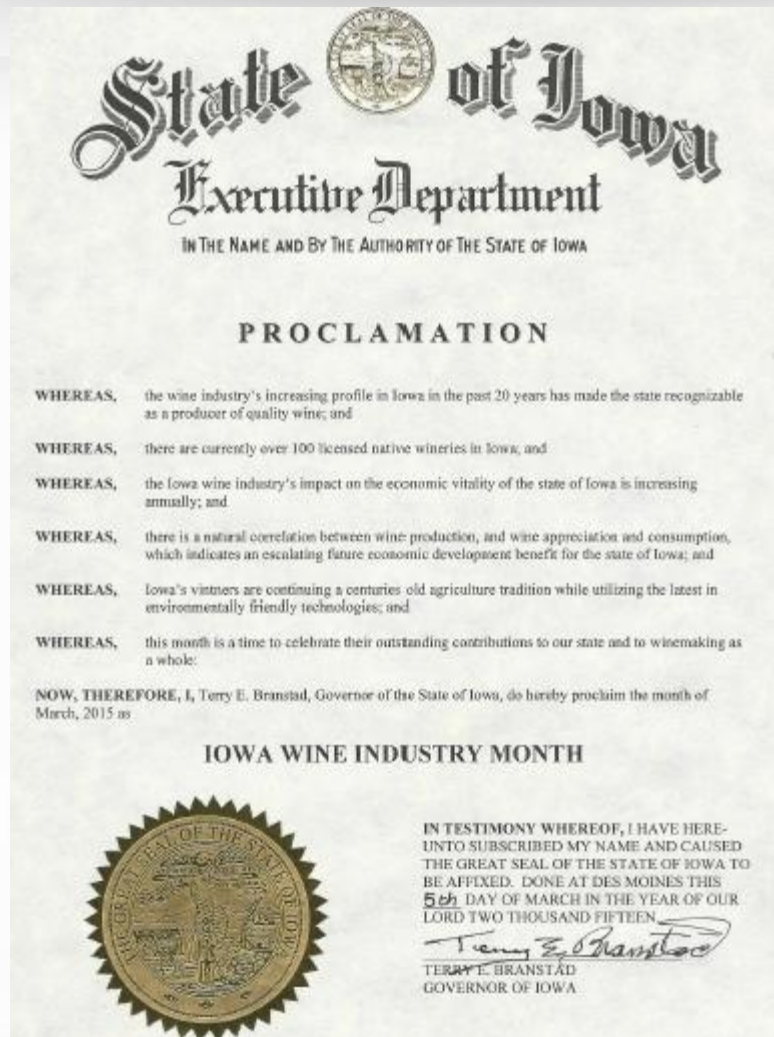 State of Iowa
Executive Department
IN THE NAME AND BY THE AUTHORITY OF THE STATE OF IOWA
PROCLAMATION
WHEREAS, the wine industry's increasing profile in Iowa in the past 20 years has made the state recognizable
as a producer of quality wine; and
WHEREAS, there are currently over 100 licensed native wineries in Iowa; and
WHEREAS, the Iowa wine industry's impact on the economic vitality of the state of Iowa is increasing
annually; and
WHEREAS, there is a natural correlation between wine production, and wine appreciation and consumption,
which indicates an escalating future economic development benefit for the state of Iowa; and
WHEREAS, Iowa's vintners are continuing a centuries old agriculture tradition while utilizing the latest in
environmentally friendly technologies; and
WHEREAS, this month is a time to celebrate their outstanding contributions to our state and to winemaking as
a whole:
NOW, THEREFORE, I, Terry E. Branstad, Governor of the State of Iowa, do hereby proclaim the month of
March, 2015 as
IOWA WINE INDUSTRY MONTH
THE GREAT SEAL OF THE STATE OF IOWA
IN TESTIMONY WHEREOF, I HAVE HERE-
UNTO SUBSCRIBED MY NAME AND CAUSED
THE GREAT SEAL OF THE STATE OF IOWA TO
BE AFFIXED. DONE AT DES MOINES THIS
5th DAY OF MARCH IN THE YEAR OF OUR
LORD TWO THOUSAND FIFTEEN
Terry E. Branstad
TERRY E. BRANSTAD
GOVERNOR OF IOWA